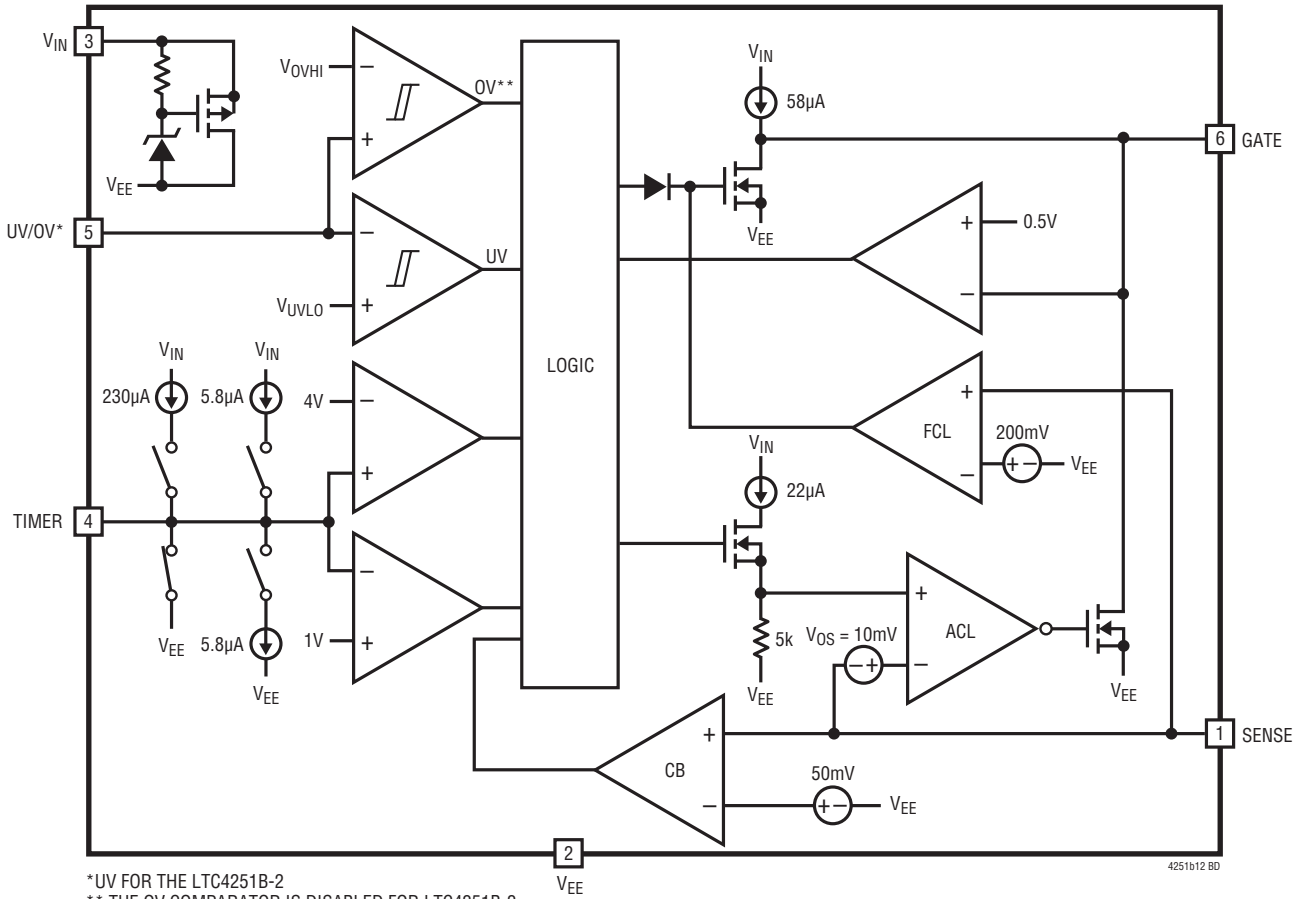 VIN
3
VOVHI
−
+
OV**
VEE
UV/OV*
5
−
UV
VUVLO
+
LOGIC
VIN
58µA
VEE
6
GATE
+
0.5V
−
VIN
VIN
230µA
5.8µA
4V
−
+
TIMER
4
−
1V
+
VEE
5.8µA
VEE
FCL
+
−
200mV
+ −
VEE
VIN
22µA
5k
VEE
VOS = 10mV
− +
+
−
ACL
VEE
1
SENSE
CB
+
−
50mV
+ −
VEE
2
VEE
4251b12 BD
*UV FOR THE LTC4251B-2